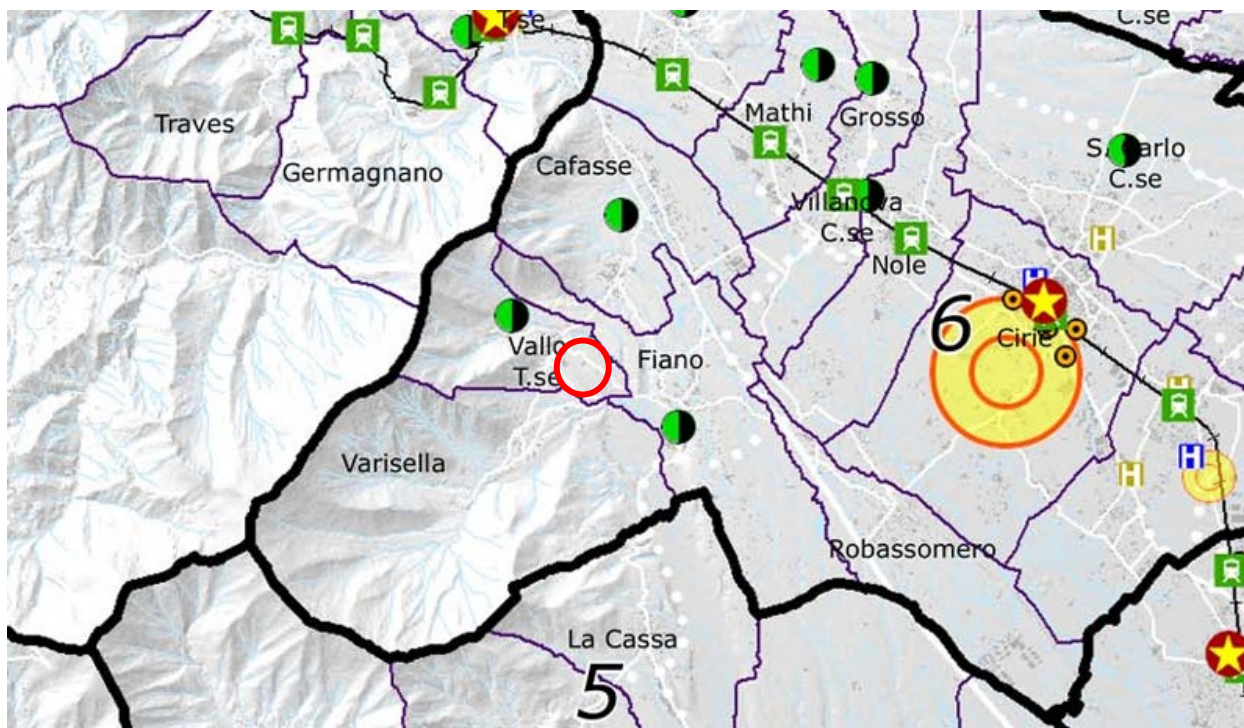 T.se
C.se
Traves
Germagnano
Cafasse
Mathi
Grosso
C.se
Villanova
C.se
Nole
Vallo
T.se
Fiano
6
Ciriè
H
H
H
H
H
Varisella
Robassomero
La Cassa
5